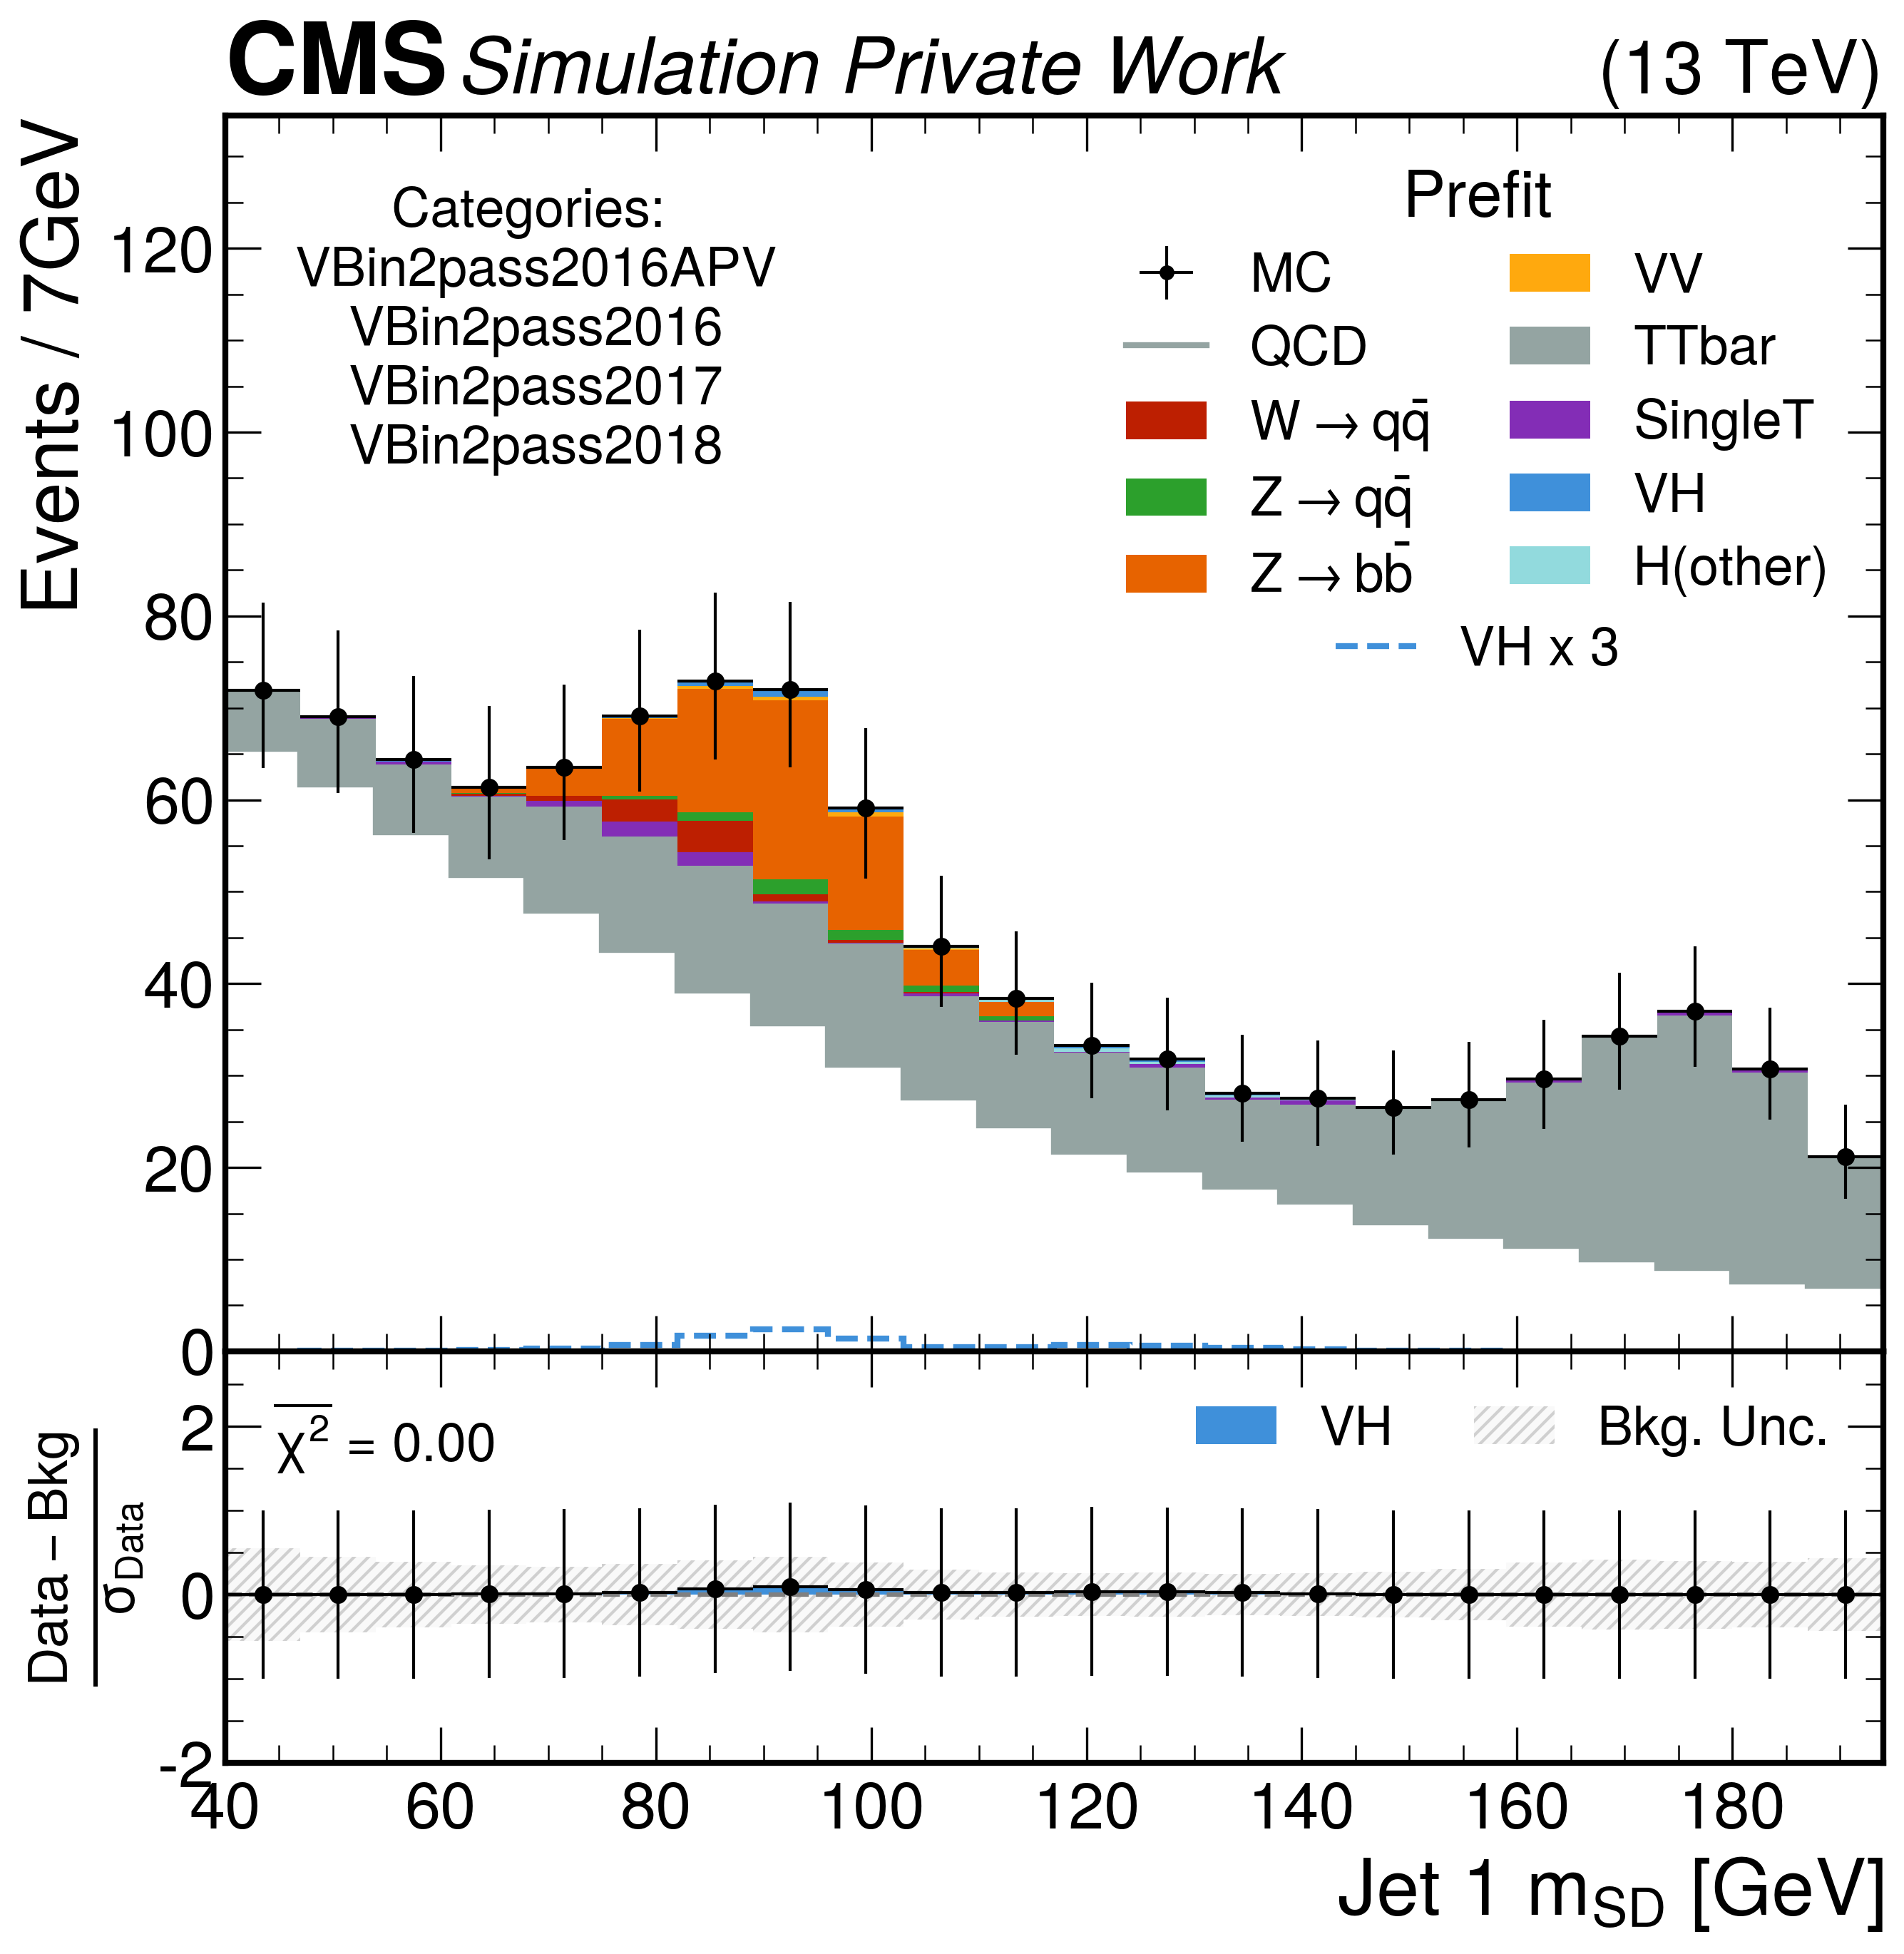 CMS Simulation Private Work (13 TeV)
Events / 7GeV
Categories:
VBin2pass2016APV
VBin2pass2016
VBin2pass2017
VBin2pass2018
Prefit
MC
QCD
W → qq̄
Z → qq̄
Z → bb̄
VV
TTbar
SingleT
VH
H(other)
VH x 3
120
100
80
60
40
20
0
χ² = 0.00
VH
Bkg. Unc.
Data – Bkg
σData
2
0
-2
40 60 80 100 120 140 160 180
Jet 1 mSD [GeV]